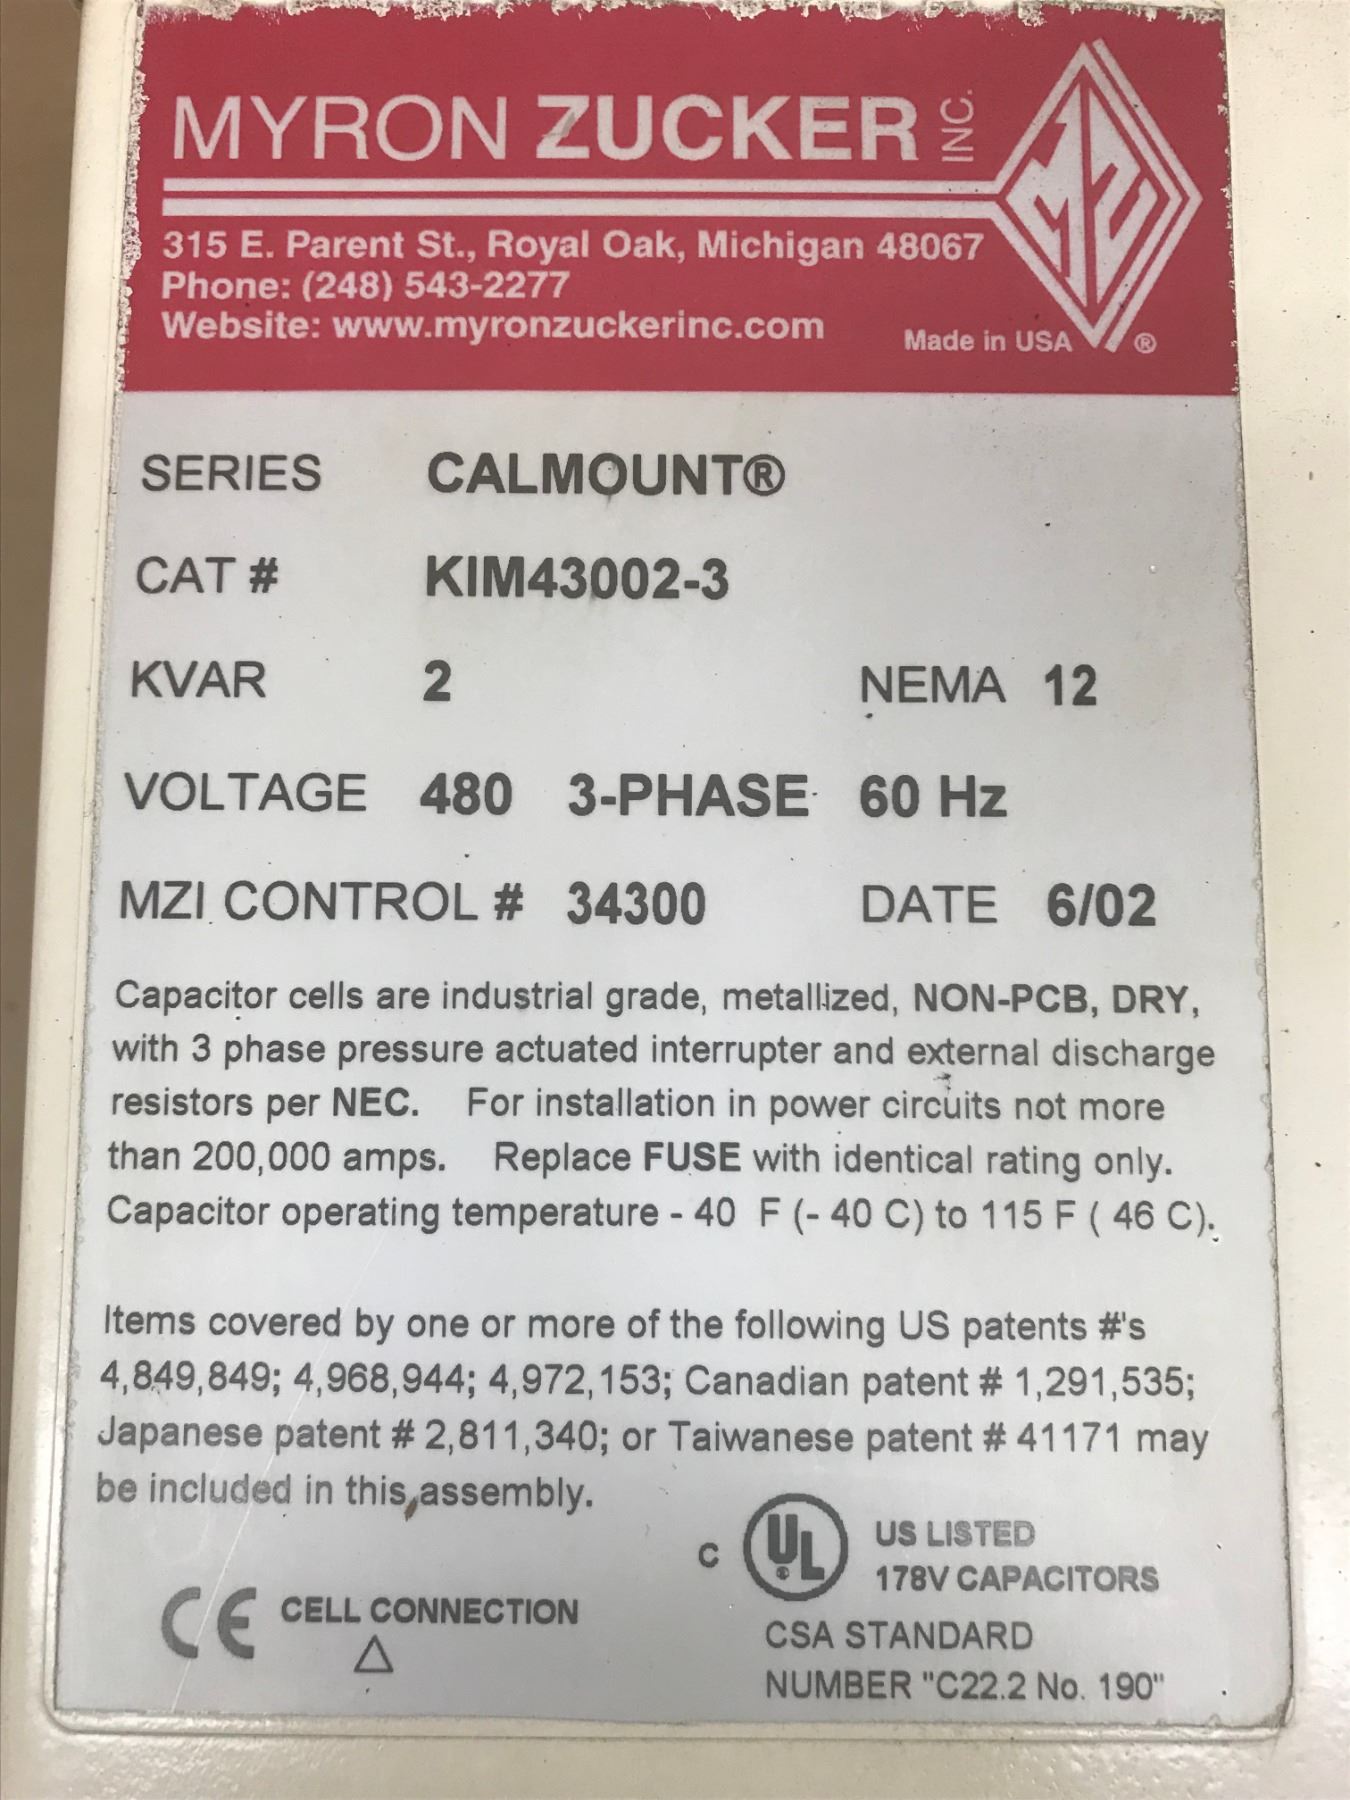 MYRON ZUCKER INC.
MZ
315 E. Parent St., Royal Oak, Michigan 48067
Phone: (248) 543-2277
Website: www.myronzuckerinc.com
Made in USA ®
SERIES CALMOUNT®
CAT # KIM43002-3
KVAR 2 NEMA 12
VOLTAGE 480 3-PHASE 60 Hz
MZI CONTROL # 34300 DATE 6/02
Capacitor cells are industrial grade, metallized, NON-PCB, DRY,
with 3 phase pressure actuated interrupter and external discharge
resistors per NEC. For installation in power circuits not more
than 200,000 amps. Replace FUSE with identical rating only.
Capacitor operating temperature - 40 F (- 40 C) to 115 F ( 46 C).
Items covered by one or more of the following US patents #'s
4,849,849; 4,968,944; 4,972,153; Canadian patent # 1,291,535;
Japanese patent # 2,811,340; or Taiwanese patent # 41171 may
be included in this assembly.
C UL ® US LISTED
178V CAPACITORS
CE CELL CONNECTION
△
CSA STANDARD
NUMBER "C22.2 No. 190"